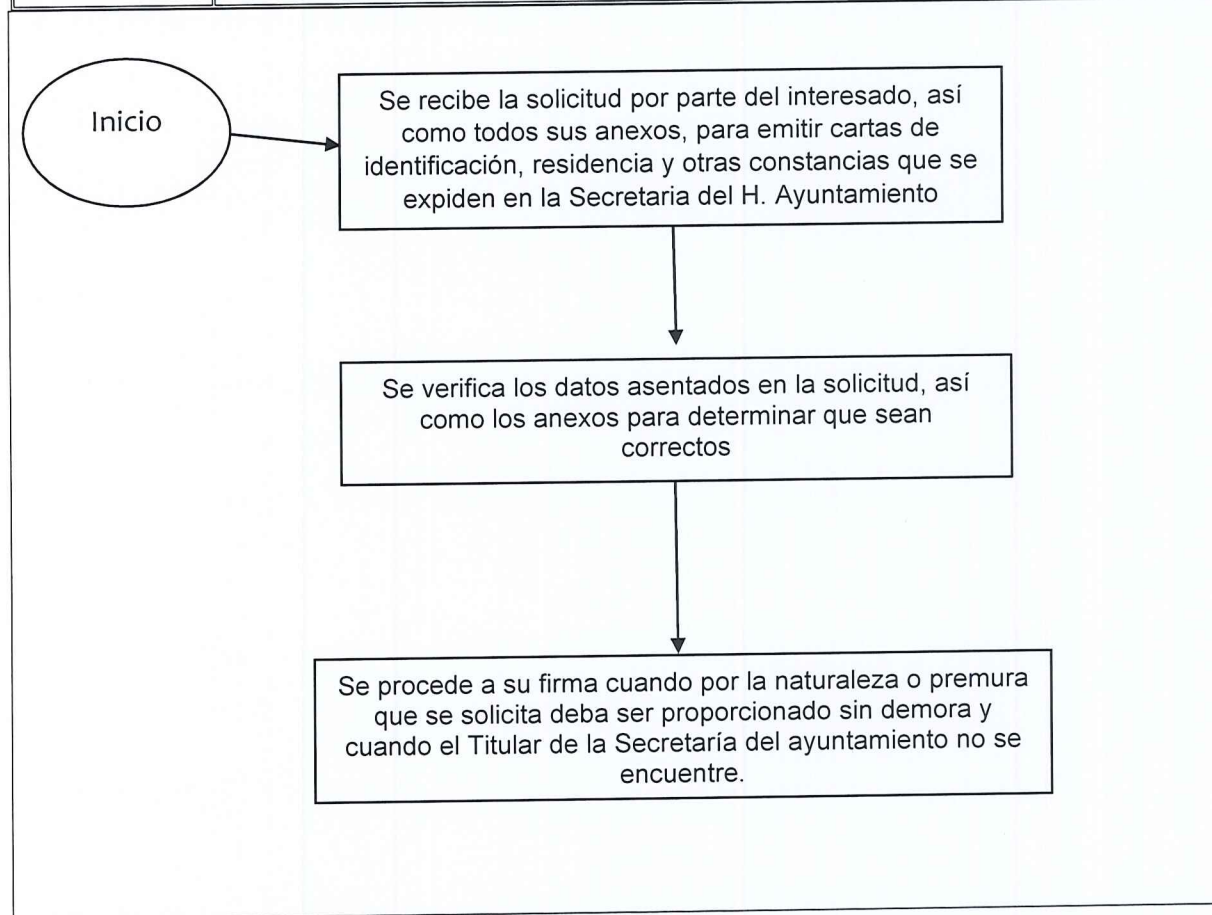 Inicio
Se recibe la solicitud por parte del interesado, así
como todos sus anexos, para emitir cartas de
identificación, residencia y otras constancias que se
expiden en la Secretaria del H. Ayuntamiento
Se verifica los datos asentados en la solicitud, así
como los anexos para determinar que sean
correctos
Se procede a su firma cuando por la naturaleza o premura
que se solicita deba ser proporcionado sin demora y
cuando el Titular de la Secretaría del ayuntamiento no se
encuentre.